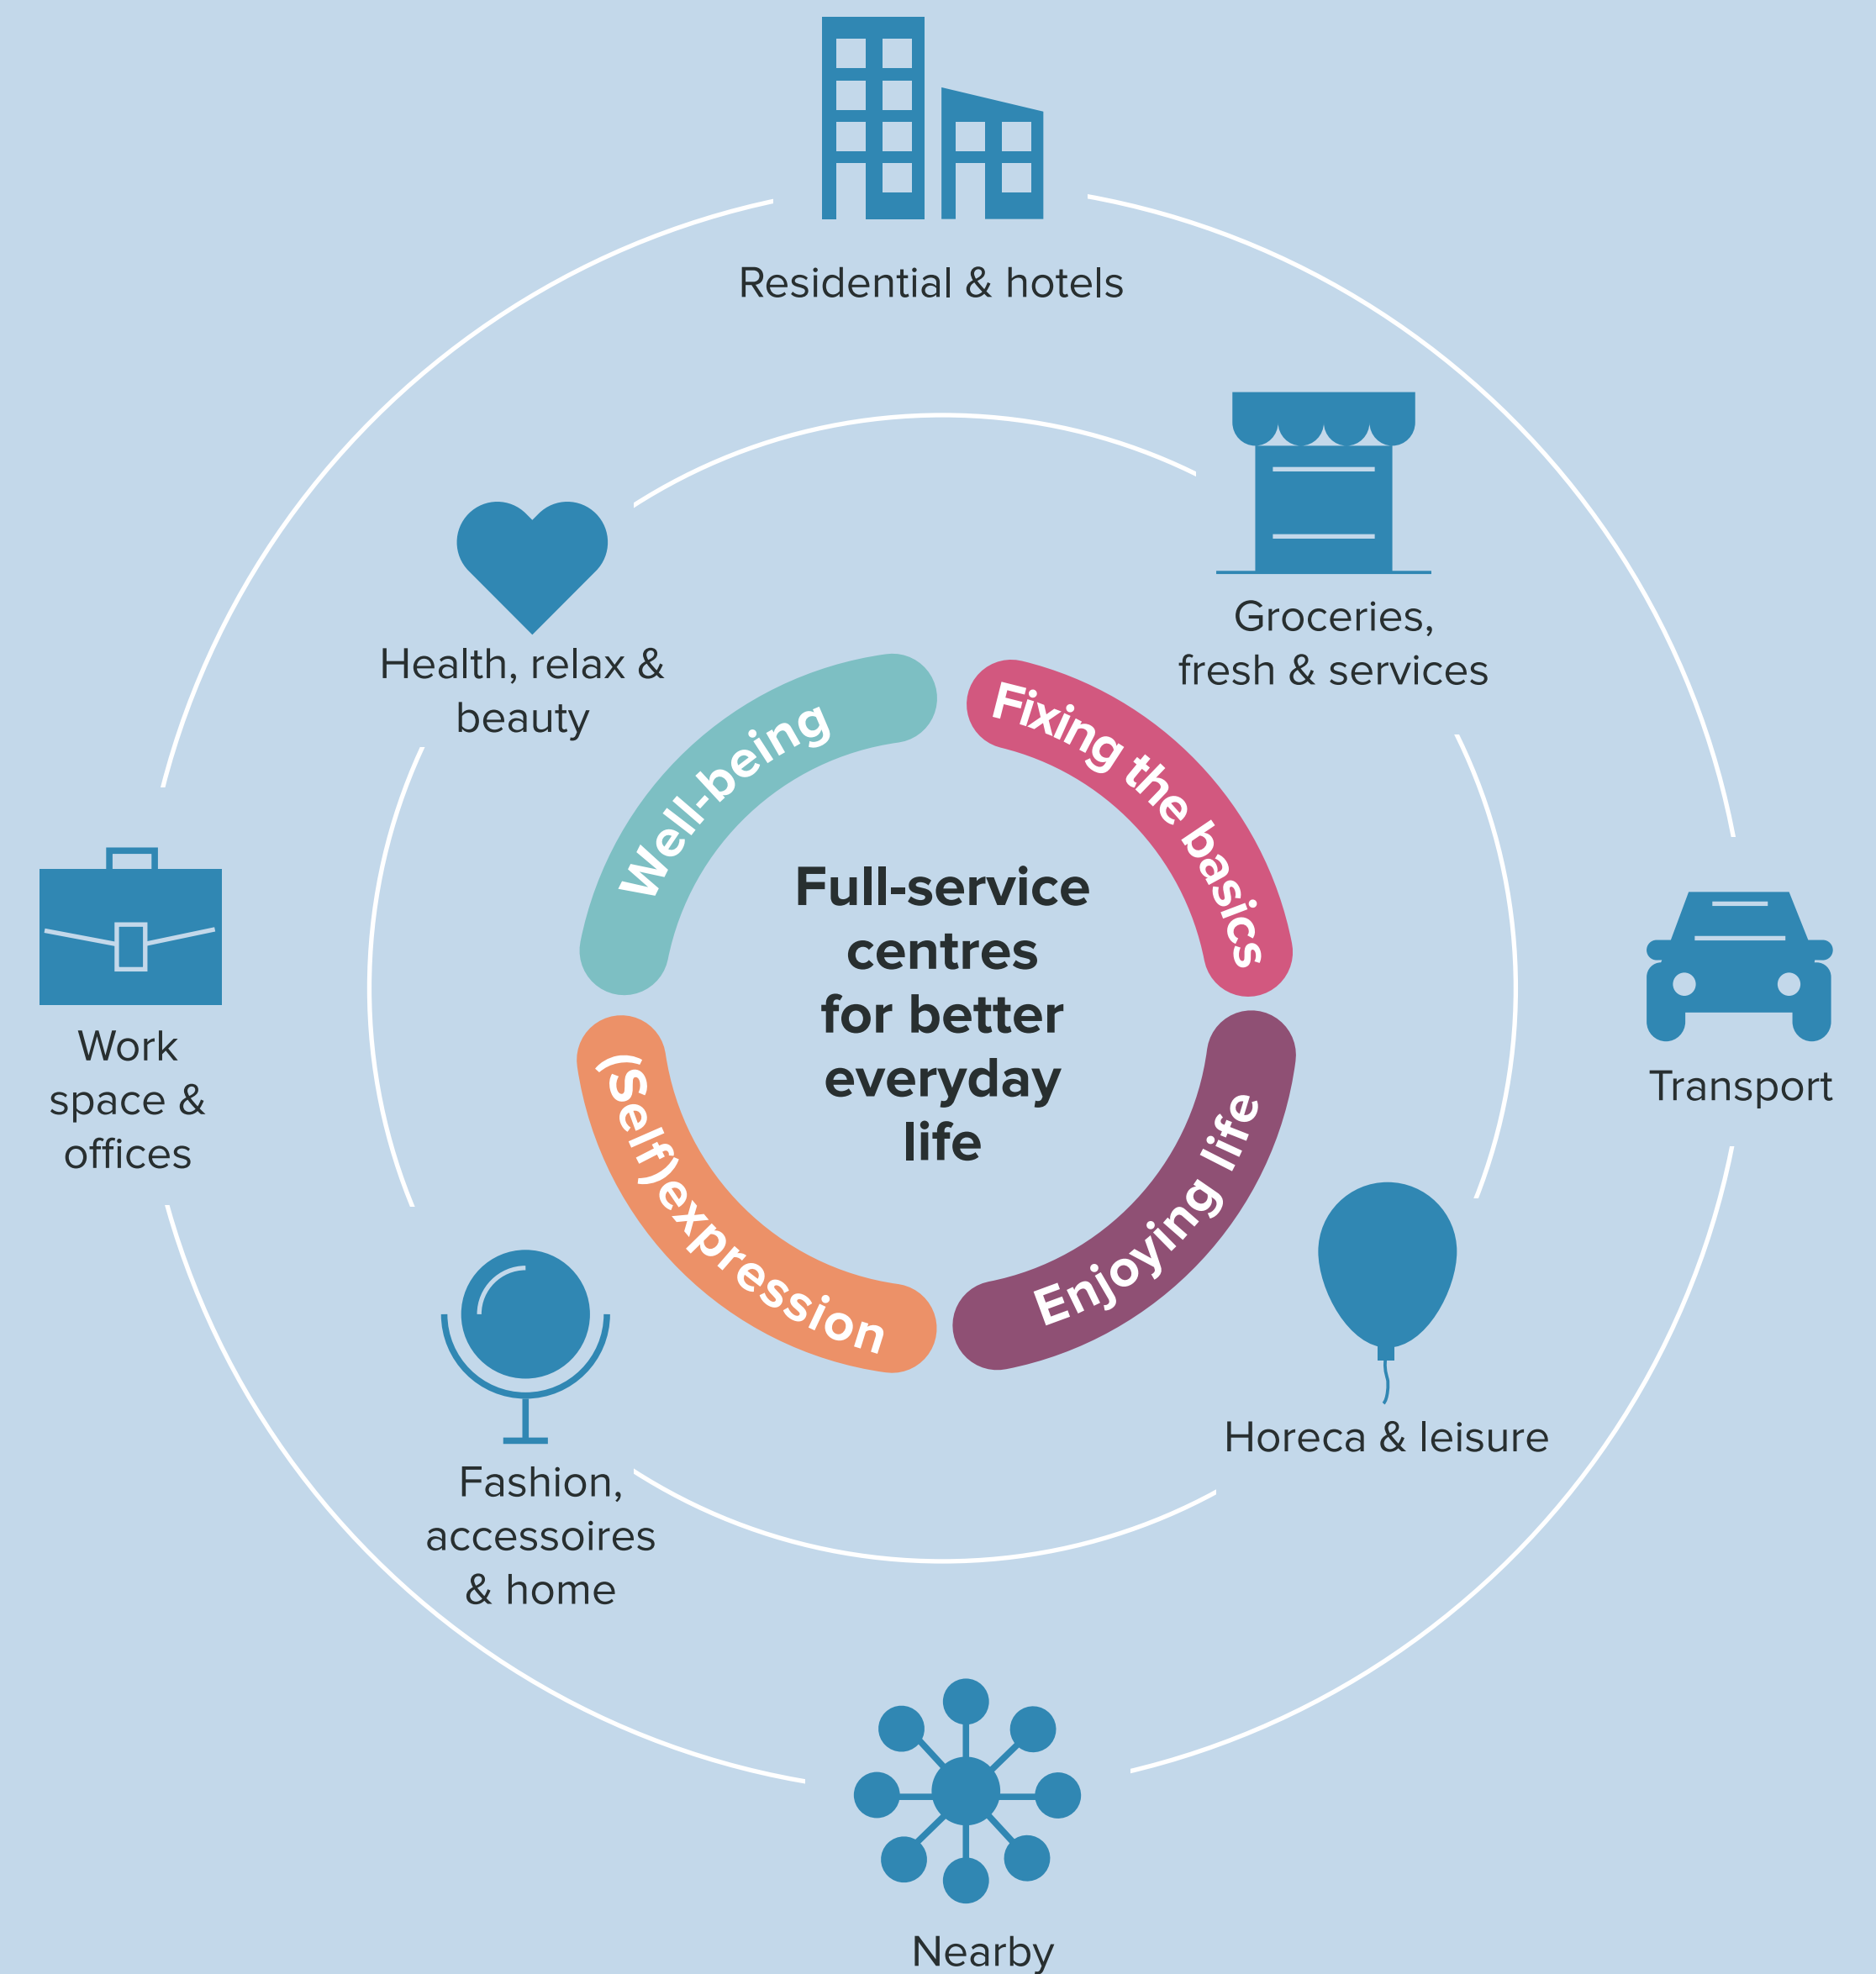 Residential & hotels
Groceries,
fresh & services
Health, relax &
beauty
Well-being
Fixing the basics
Full-service
centres
for better
everyday
life
Work
space &
offices
Transport
(self)expression
Enjoying life
Horeca & leisure
Fashion,
accessoires
& home
Nearby